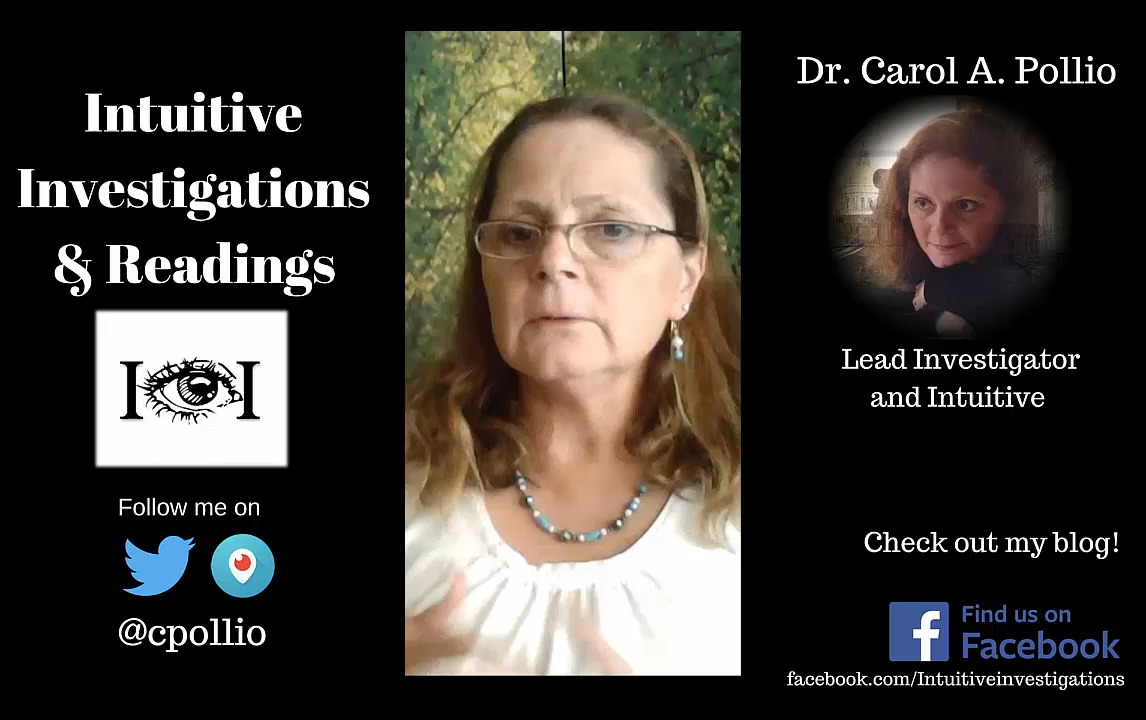 Intuitive
Investigations
& Readings
I I
Follow me on
@cpollio
Dr. Carol A. Pollio
Lead Investigator
and Intuitive
Check out my blog!
f Find us on
Facebook
facebook.com/Intuitiveinvestigations